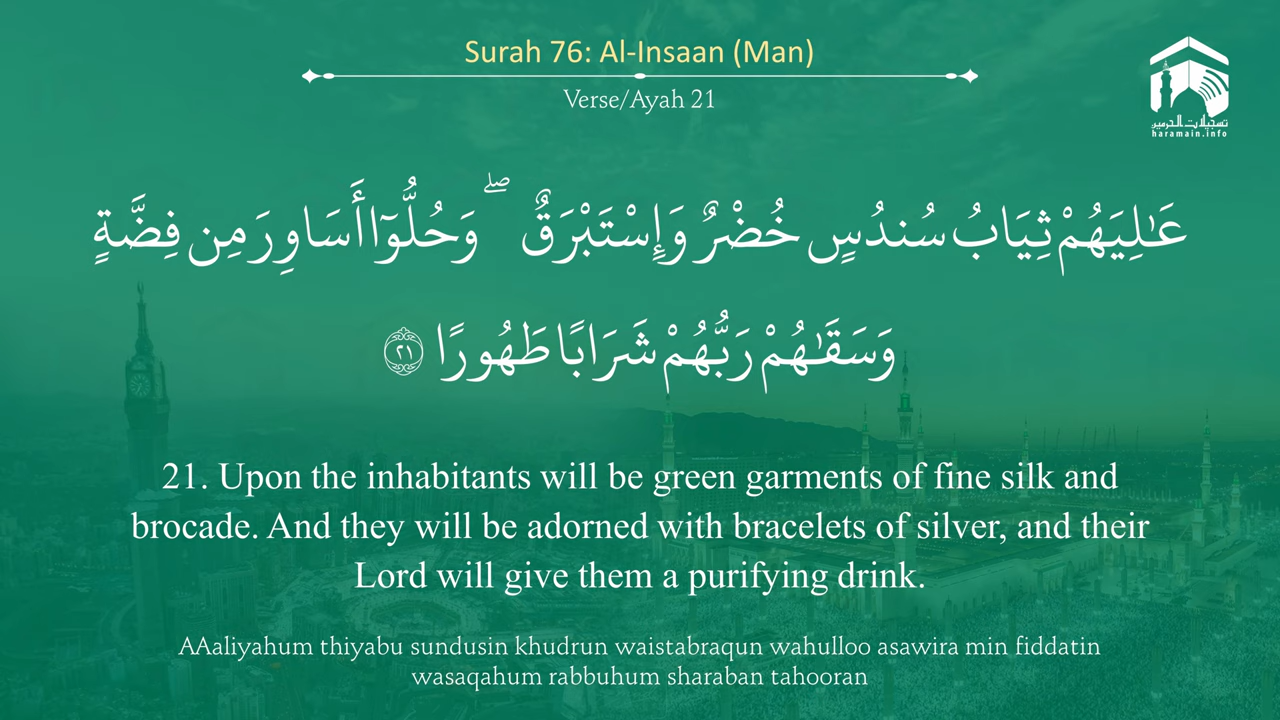 Surah 76: Al-Insaan (Man)
Verse/Ayah 21
تسجيلات الحرمين
haramain.info
عَـٰلِيَهُمْ ثِيَابُ سُندُسٍ خُضْرٌ وَإِسْتَبْرَقٌ ۖ وَحُلُّوٓا۟ أَسَاوِرَ مِن فِضَّةٍ
وَسَقَىٰهُمْ رَبُّهُمْ شَرَابًا طَهُورًا ٢١
21. Upon the inhabitants will be green garments of fine silk and
brocade. And they will be adorned with bracelets of silver, and their
Lord will give them a purifying drink.
AAaliyahum thiyabu sundusin khudrun waistabraqun wahulloo asawira min fiddatin
wasaqahum rabbuhum sharaban tahooran